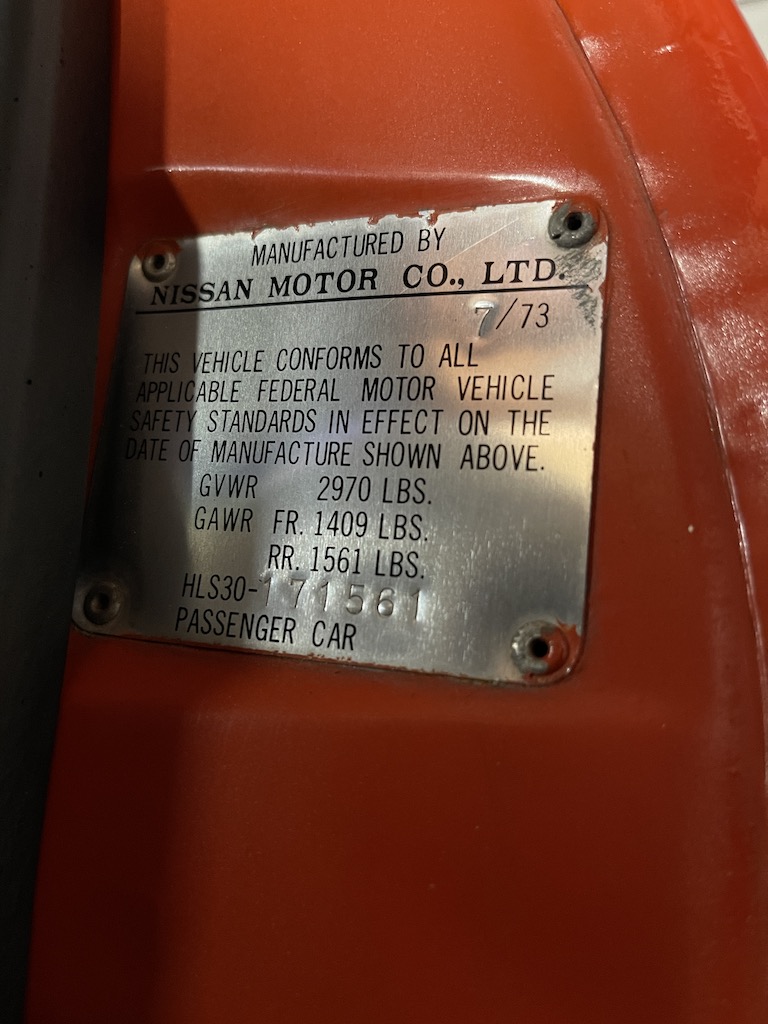 MANUFACTURED BY
NISSAN MOTOR CO., LTD.
7/73
THIS VEHICLE CONFORMS TO ALL
APPLICABLE FEDERAL MOTOR VEHICLE
SAFETY STANDARDS IN EFFECT ON THE
DATE OF MANUFACTURE SHOWN ABOVE.
GVWR 2970 LBS.
GAWR FR. 1409 LBS.
RR. 1561 LBS.
HLS30-171561
PASSENGER CAR